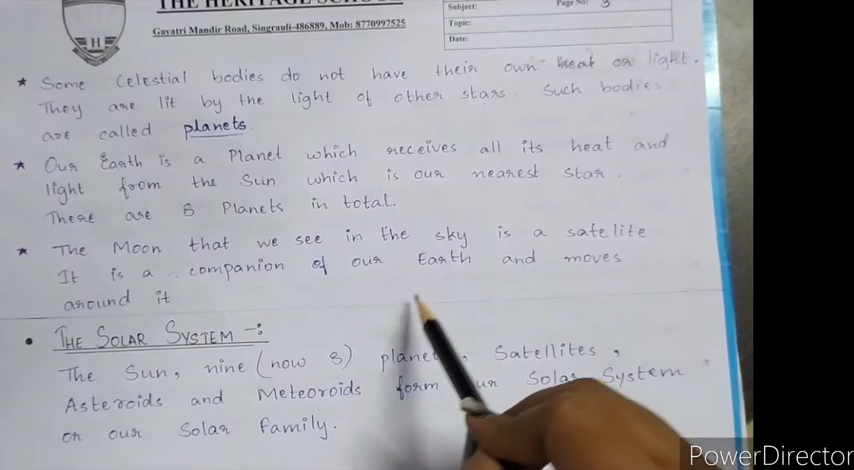 THE HERITAGE SCHOOL
Gayatri Mandir Road, Singrauli-486889, Mob: 8770997525
Subject:
Page No: 3
Topic:
Date:
H
★ Some Celestial bodies do not have their own heat or light.
They are lit by the light of other stars. Such bodies
are called planets
★ Our Earth is a Planet which receives all its heat and
light from the Sun which is our nearest star.
There are 8 Planets in total.
★ The Moon that we see in the sky is a satelite
It is a companion of our Earth and moves
around it
• THE SOLAR SYSTEM -:
The Sun, nine (now 8) planet, Satellites,
Asteroids and Meteoroids form our Solar System
or our Solar family.
PowerDirector